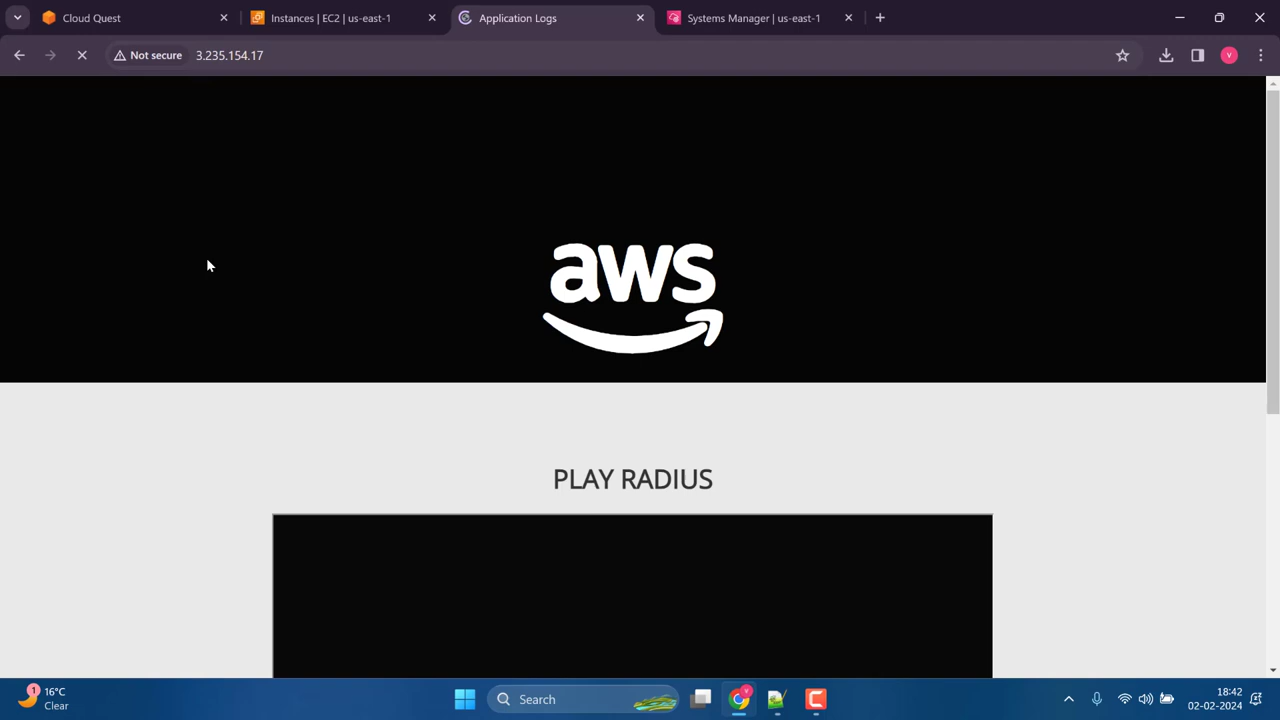 Cloud Quest
Instances | EC2 | us-east-1
Application Logs
Systems Manager | us-east-1
Not secure
3.235.154.17
V
aws
PLAY RADIUS
1
16°C
Clear
Search
V
18:42
02-02-2024